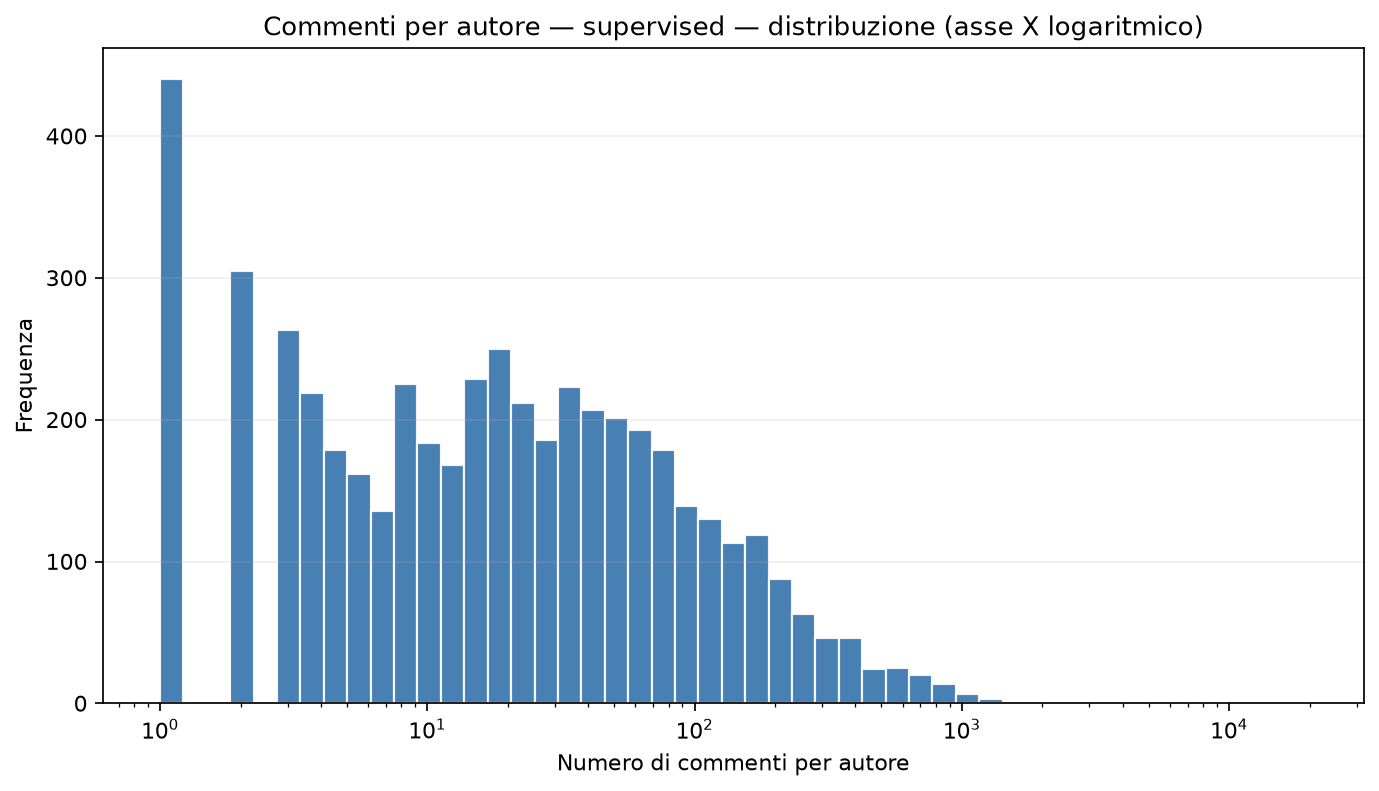 Commenti per autore — supervised — distribuzione (asse X logaritmico)
Frequenza
400
300
200
100
0
10⁰ 10¹ 10² 10³ 10⁴
Numero di commenti per autore